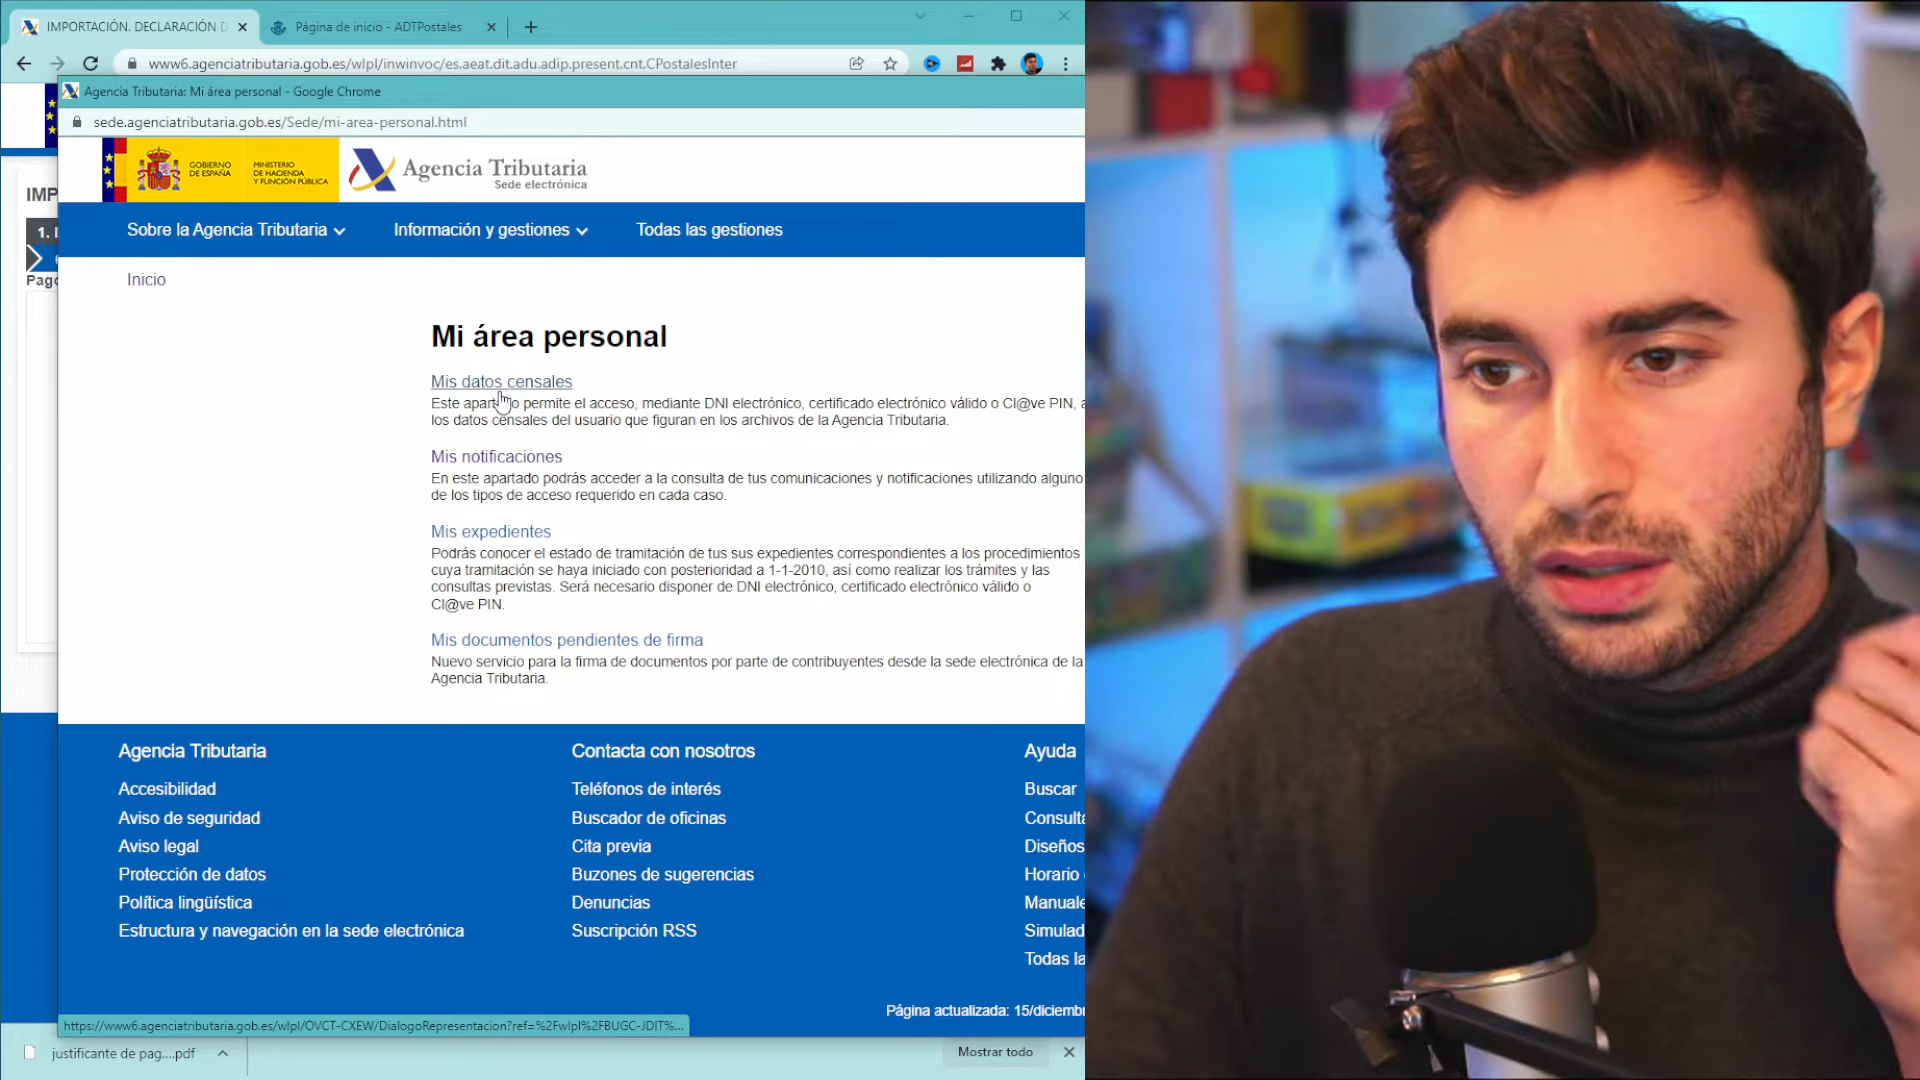 IMPORTACIÓN. DECLARACIÓN D
Página de inicio - ADTPostales
www6.agenciatributaria.gob.es/wlpl/inwinvoc/es.aeat.dit.adu.adip.present.cnt.CPostalesInter
Agencia Tributaria: Mi área personal - Google Chrome
sede.agenciatributaria.gob.es/Sede/mi-area-personal.html
GOBIERNO DE ESPAÑA
MINISTERIO DE HACIENDA Y FUNCIÓN PÚBLICA
Agencia Tributaria
Sede electrónica
IMP
1. I
Pago
Sobre la Agencia Tributaria
Información y gestiones
Todas las gestiones
Inicio
Mi área personal
Mis datos censales
Este apartado permite el acceso, mediante DNI electrónico, certificado electrónico válido o Cl@ve PIN, a
los datos censales del usuario que figuran en los archivos de la Agencia Tributaria.
Mis notificaciones
En este apartado podrás acceder a la consulta de tus comunicaciones y notificaciones utilizando alguno
de los tipos de acceso requerido en cada caso.
Mis expedientes
Podrás conocer el estado de tramitación de tus sus expedientes correspondientes a los procedimientos
cuya tramitación se haya iniciado con posterioridad a 1-1-2010, así como realizar los trámites y las
consultas previstas. Será necesario disponer de DNI electrónico, certificado electrónico válido o
Cl@ve PIN.
Mis documentos pendientes de firma
Nuevo servicio para la firma de documentos por parte de contribuyentes desde la sede electrónica de la
Agencia Tributaria.
Agencia Tributaria
Accesibilidad
Aviso de seguridad
Aviso legal
Protección de datos
Política lingüística
Estructura y navegación en la sede electrónica
Contacta con nosotros
Teléfonos de interés
Buscador de oficinas
Cita previa
Buzones de sugerencias
Denuncias
Suscripción RSS
Ayuda
Buscar
Consulta
Diseños
Horario
Manuale
Simulad
Todas la
Página actualizada: 15/diciemb
https://www6.agenciatributaria.gob.es/wlpl/OVCT-CXEW/DialogoRepresentacion?ref=%2Fwlpl%2FBUGC-JDIT%...
justificante de pag....pdf
Mostrar todo